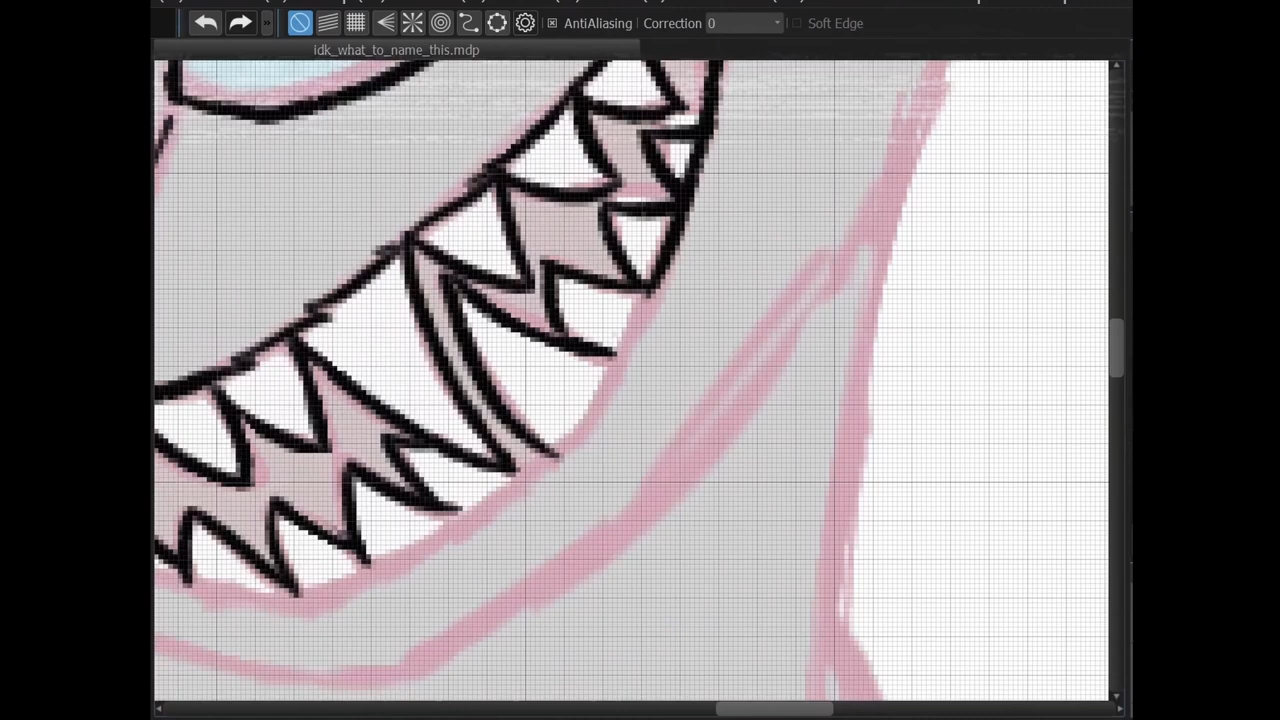 » AntiAliasing Correction 0 Soft Edge
idk_what_to_name_this.mdp